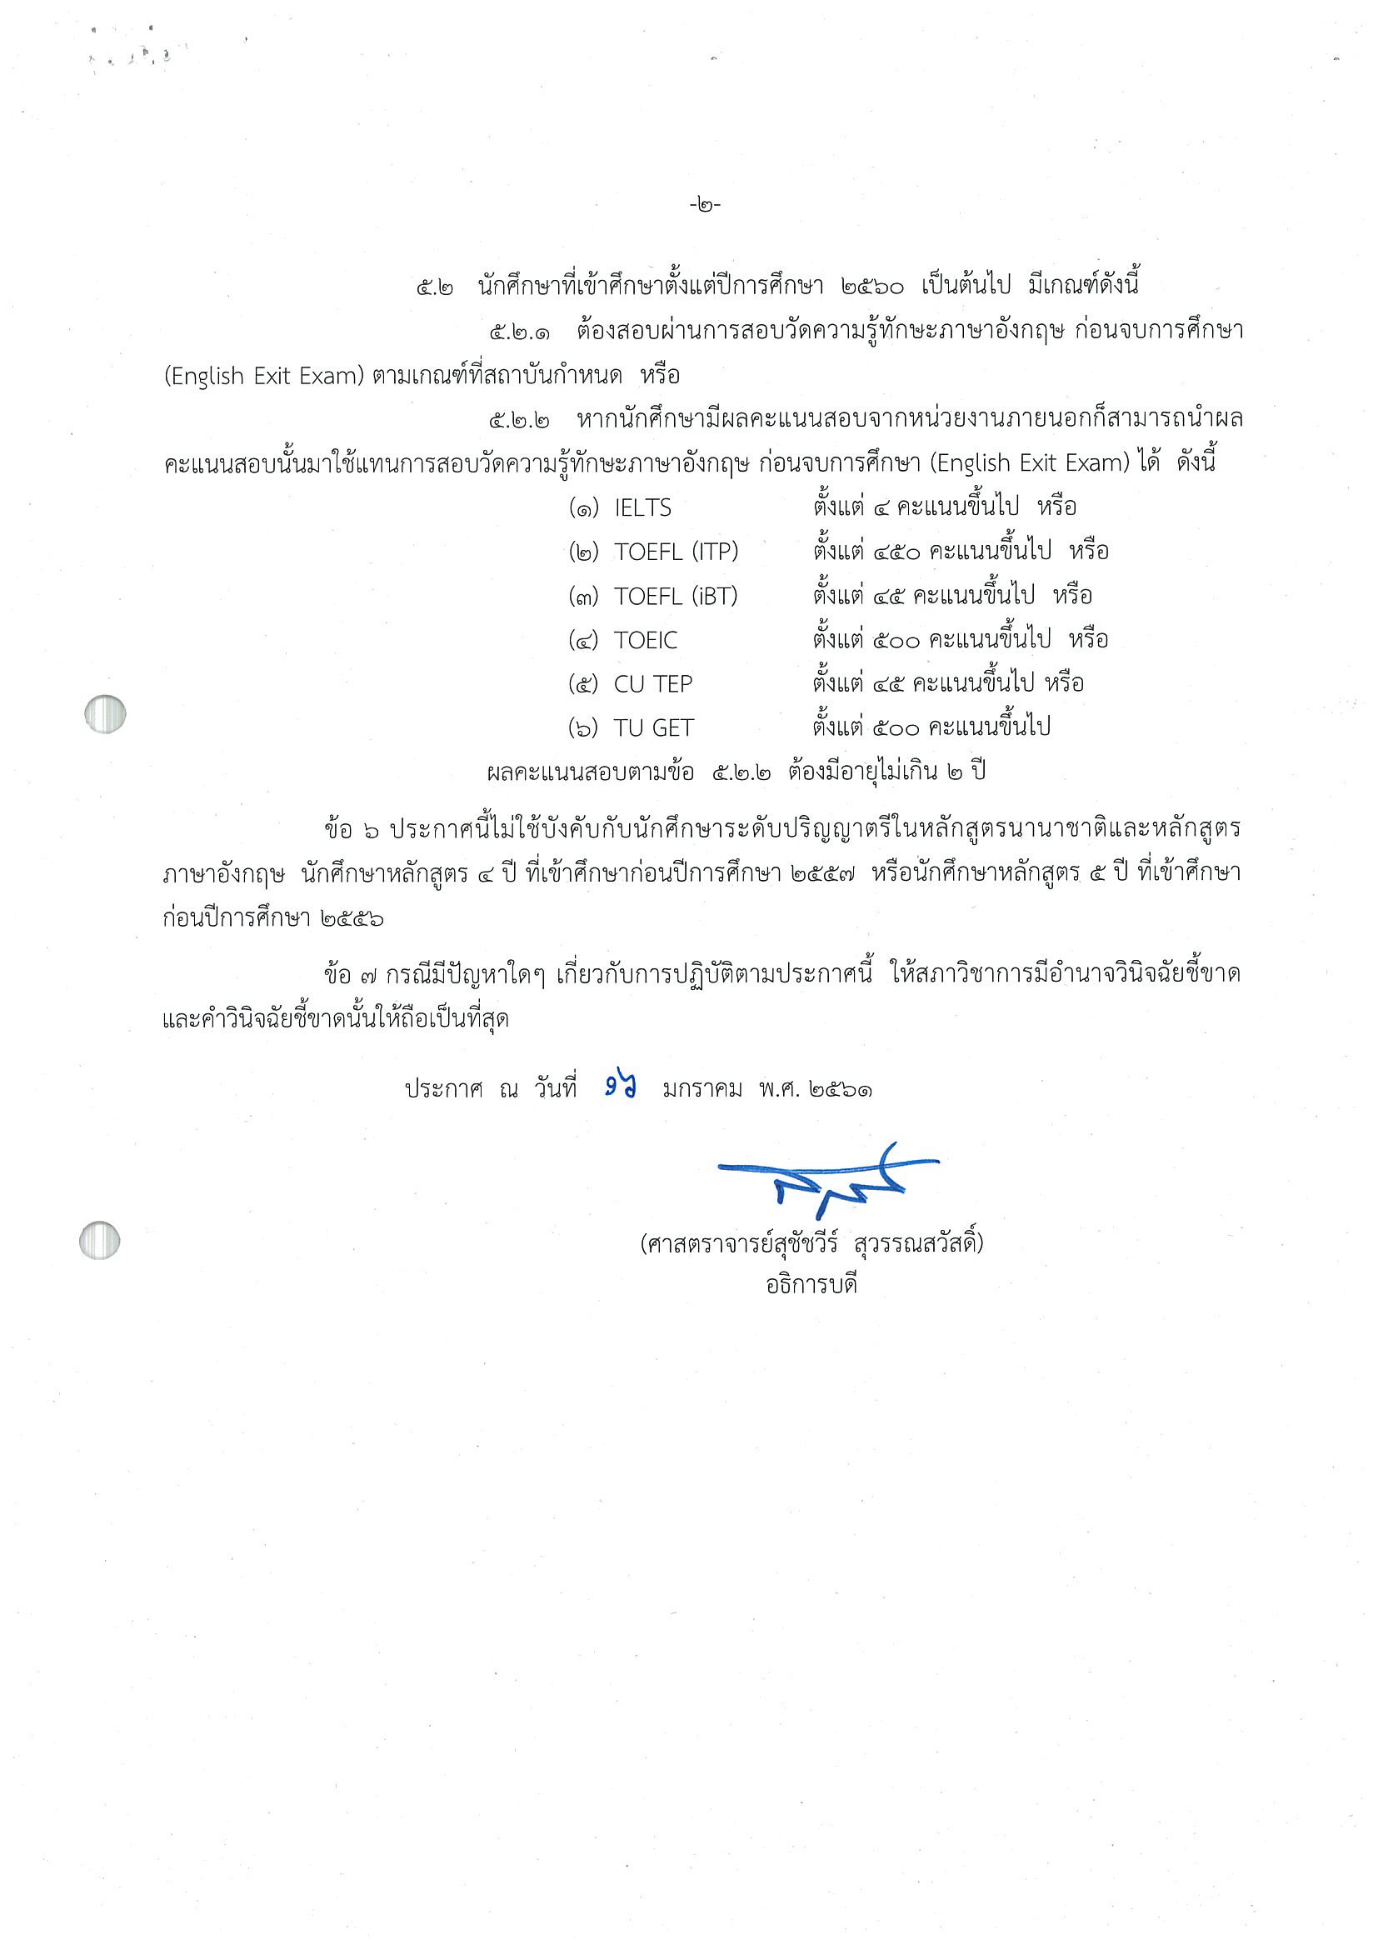 -๒-
๕.๒ นักศึกษาที่เข้าศึกษาตั้งแต่ปีการศึกษา ๒๕๖๐ เป็นต้นไป มีเกณฑ์ดังนี้
๕.๒.๑ ต้องสอบผ่านการสอบวัดความรู้ทักษะภาษาอังกฤษ ก่อนจบการศึกษา
(English Exit Exam) ตามเกณฑ์ที่สถาบันกำหนด หรือ
๕.๒.๒ หากนักศึกษามีผลคะแนนสอบจากหน่วยงานภายนอกก็สามารถนำผล
คะแนนสอบนั้นมาใช้แทนการสอบวัดความรู้ทักษะภาษาอังกฤษ ก่อนจบการศึกษา (English Exit Exam) ได้ ดังนี้
(๑) IELTS ตั้งแต่ ๔ คะแนนขึ้นไป หรือ
(๒) TOEFL (ITP) ตั้งแต่ ๔๕๐ คะแนนขึ้นไป หรือ
(๓) TOEFL (iBT) ตั้งแต่ ๔๕ คะแนนขึ้นไป หรือ
(๔) TOEIC ตั้งแต่ ๕๐๐ คะแนนขึ้นไป หรือ
(๕) CU TEP ตั้งแต่ ๔๕ คะแนนขึ้นไป หรือ
(๖) TU GET ตั้งแต่ ๕๐๐ คะแนนขึ้นไป
ผลคะแนนสอบตามข้อ ๕.๒.๒ ต้องมีอายุไม่เกิน ๒ ปี
ข้อ ๖ ประกาศนี้ไม่ใช้บังคับกับนักศึกษาระดับปริญญาตรีในหลักสูตรนานาชาติและหลักสูตร
ภาษาอังกฤษ นักศึกษาหลักสูตร ๔ ปี ที่เข้าศึกษาก่อนปีการศึกษา ๒๕๕๗ หรือนักศึกษาหลักสูตร ๕ ปี ที่เข้าศึกษา
ก่อนปีการศึกษา ๒๕๕๖
ข้อ ๗ กรณีมีปัญหาใดๆ เกี่ยวกับการปฏิบัติตามประกาศนี้ ให้สภาวิชาการมีอำนาจวินิจฉัยชี้ขาด
และคำวินิจฉัยชี้ขาดนั้นให้ถือเป็นที่สุด
ประกาศ ณ วันที่ ๑๖ มกราคม พ.ศ. ๒๕๖๑
(ศาสตราจารย์สุชัชวีร์ สุวรรณสวัสดิ์)
อธิการบดี